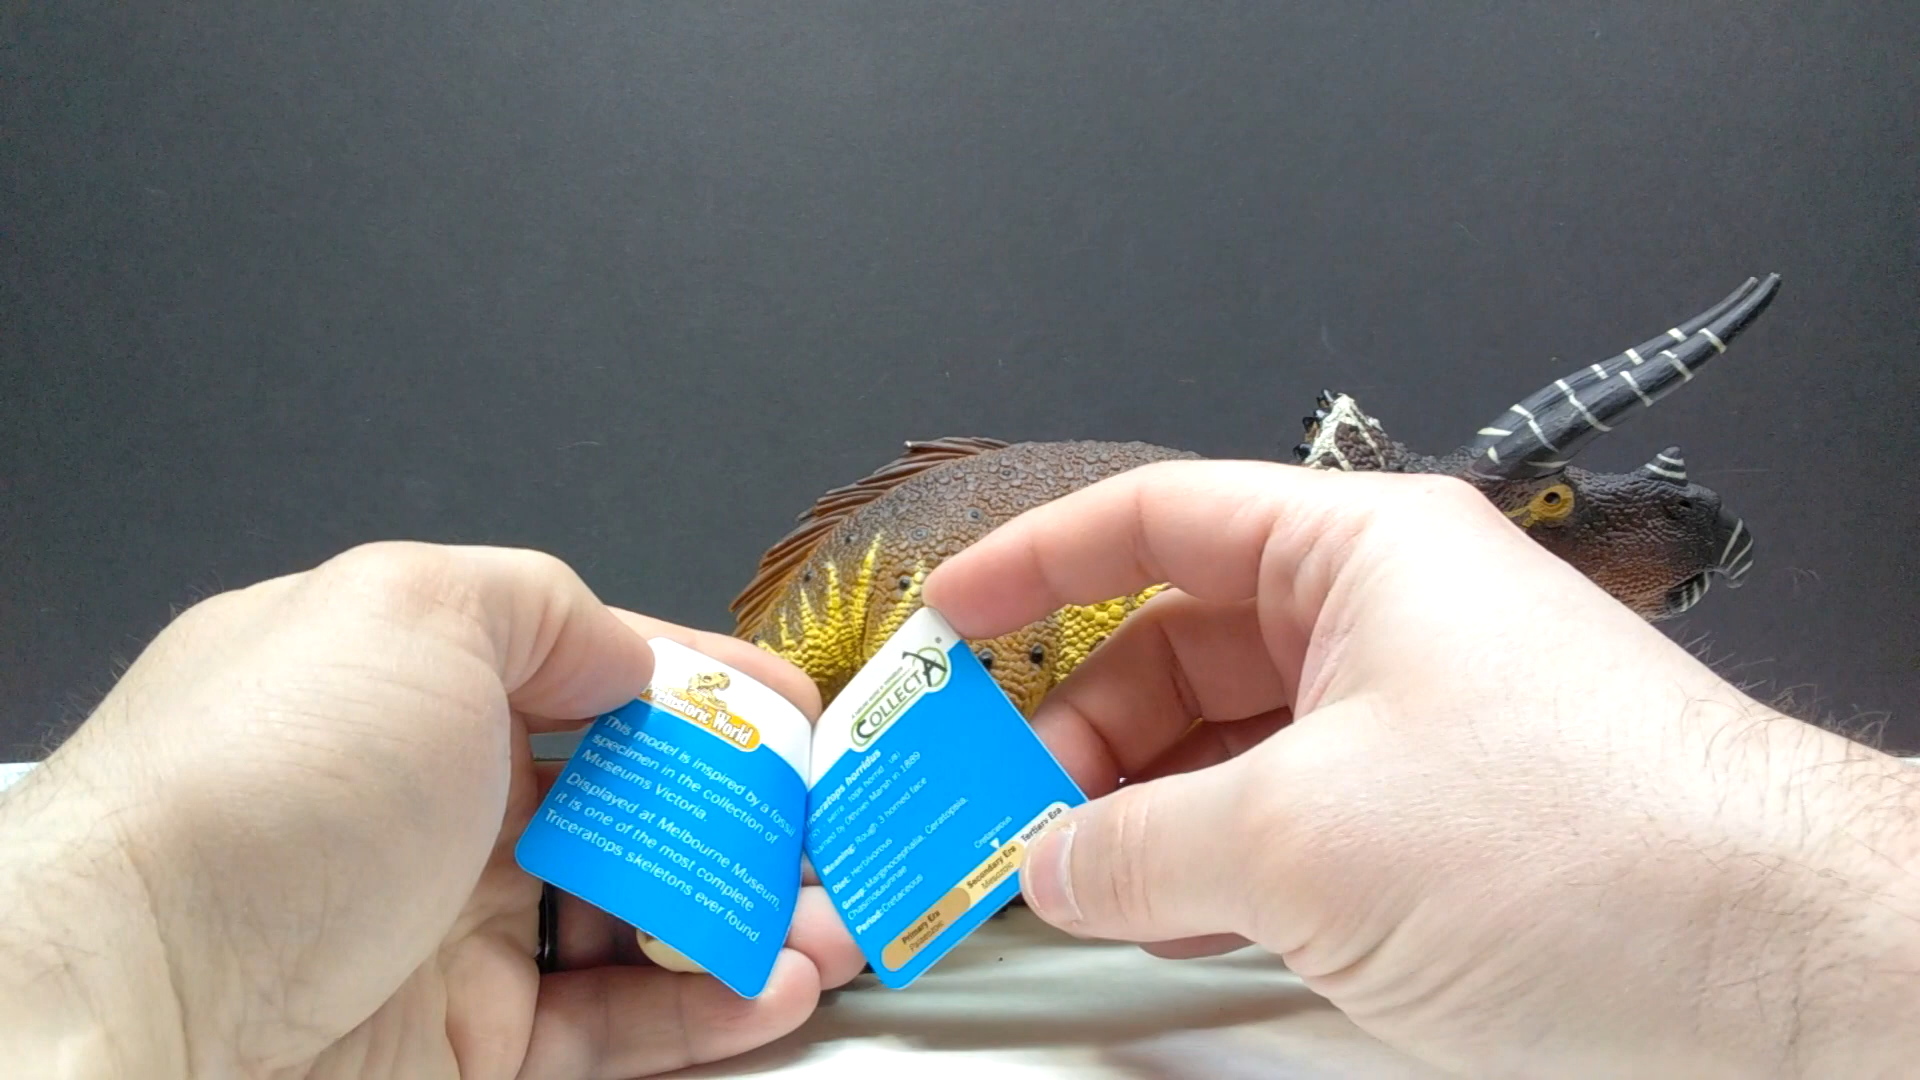 Prehistoric World
This model is inspired by a fossil
specimen in the collection of
Museums Victoria.
Displayed at Melbourne Museum,
it is one of the most complete
Triceratops skeletons ever found.
COLLECTA
horridus
Named by Othniel Marsh in 1889
Meaning: Rough 3 horned face
Diet: Herbivorous
Group: Marginocephalia, Ceratopsia,
Chasmosaurinae
Period: Cretaceous
Cretaceous
Primary Era
Palaeozoic
Secondary Era
Mesozoic
Tertiary Era